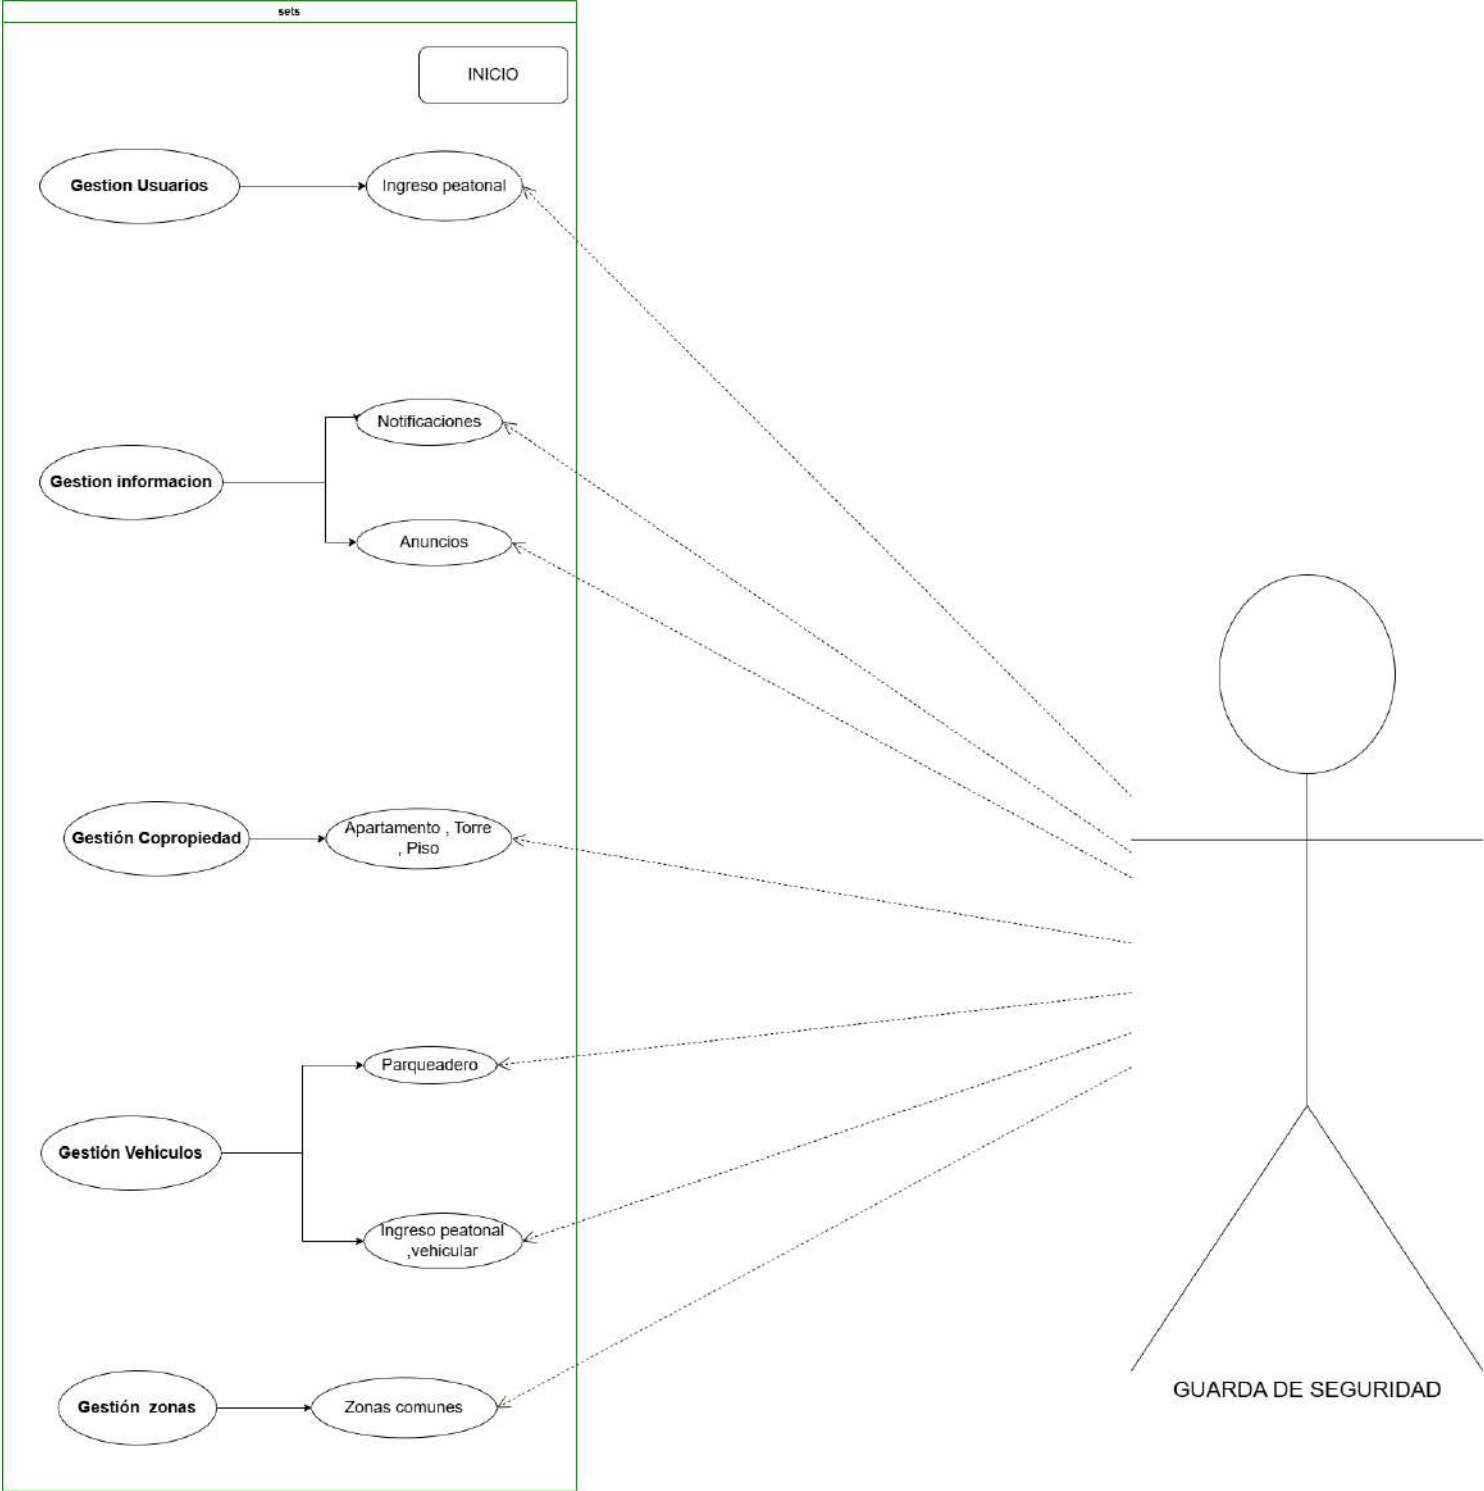 sets
INICIO
Gestion Usuarios
Ingreso peatonal
Notificaciones
Gestion informacion
Anuncios
Gestión Copropiedad
Apartamento , Torre
, Piso
Parqueadero
Gestión Vehículos
Ingreso peatonal
,vehicular
Gestión  zonas
Zonas comunes
GUARDA DE SEGURIDAD